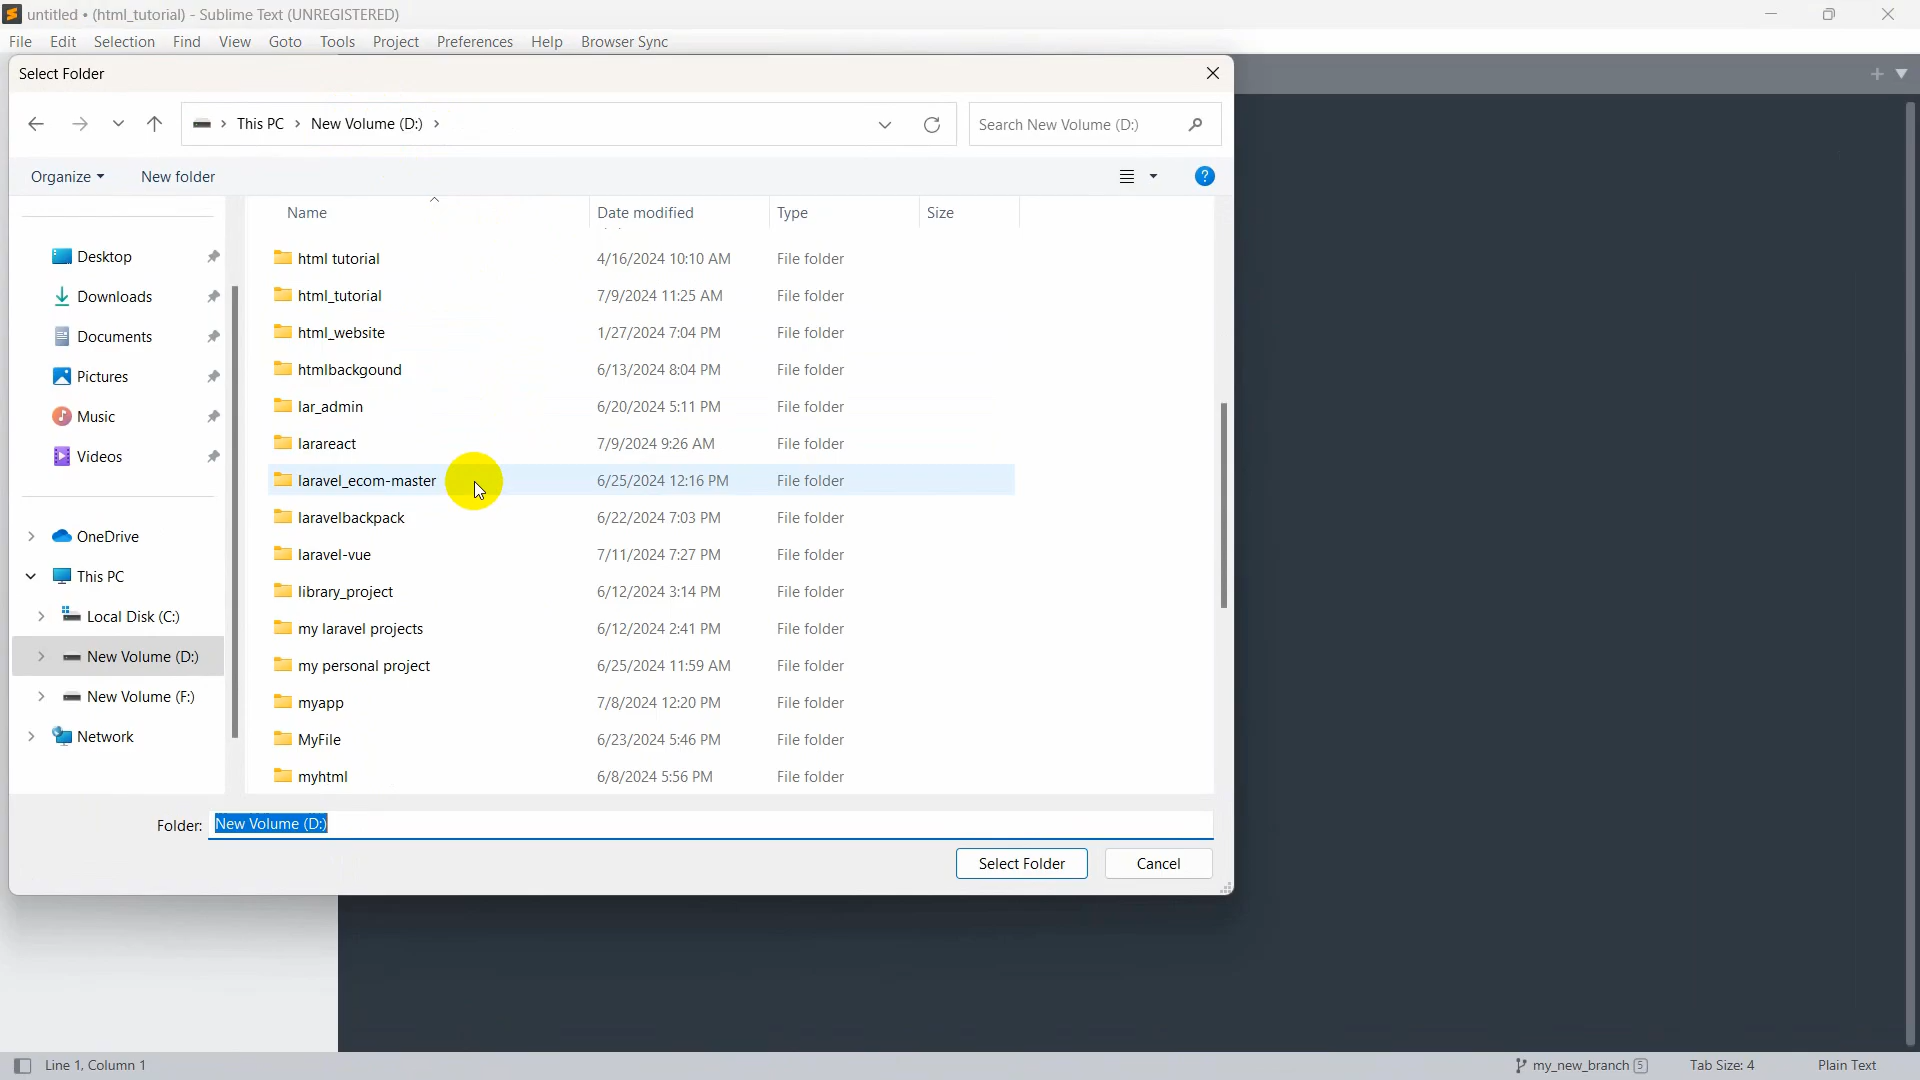 untitled • (html_tutorial) - Sublime Text (UNREGISTERED)
File Edit Selection Find View Goto Tools Project Preferences Help Browser Sync
Select Folder
This PC › New Volume (D:) ›
Search New Volume (D:)
Organize
New folder
?
Name Date modified Type Size
Desktop
Downloads
Documents
Pictures
Music
Videos
OneDrive
This PC
Local Disk (C:)
New Volume (D:)
New Volume (F:)
Network
html tutorial 4/16/2024 10:10 AM File folder
html_tutorial 7/9/2024 11:25 AM File folder
html_website 1/27/2024 7:04 PM File folder
htmlbackgound 6/13/2024 8:04 PM File folder
lar_admin 6/20/2024 5:11 PM File folder
larareact 7/9/2024 9:26 AM File folder
laravel_ecom-master 6/25/2024 12:16 PM File folder
laravelbackpack 6/22/2024 7:03 PM File folder
laravel-vue 7/11/2024 7:27 PM File folder
library_project 6/12/2024 3:14 PM File folder
my laravel projects 6/12/2024 2:41 PM File folder
my personal project 6/25/2024 11:59 AM File folder
myapp 7/8/2024 12:20 PM File folder
MyFile 6/23/2024 5:46 PM File folder
myhtml 6/8/2024 5:56 PM File folder
Folder: New Volume (D:)
Select Folder Cancel
Line 1, Column 1
my_new_branch 5
Tab Size: 4
Plain Text